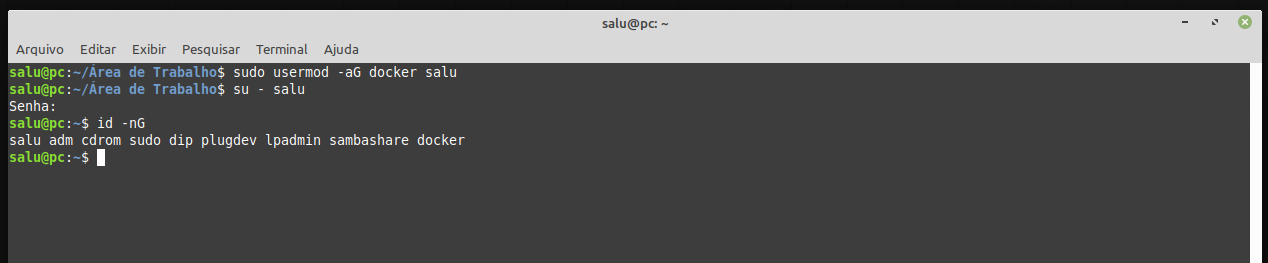 salu@pc: ~
Arquivo Editar Exibir Pesquisar Terminal Ajuda
salu@pc:~/Área de Trabalho$ sudo usermod -aG docker salu
salu@pc:~/Área de Trabalho$ su - salu
Senha:
salu@pc:~$ id -nG
salu adm cdrom sudo dip plugdev lpadmin sambashare docker
salu@pc:~$